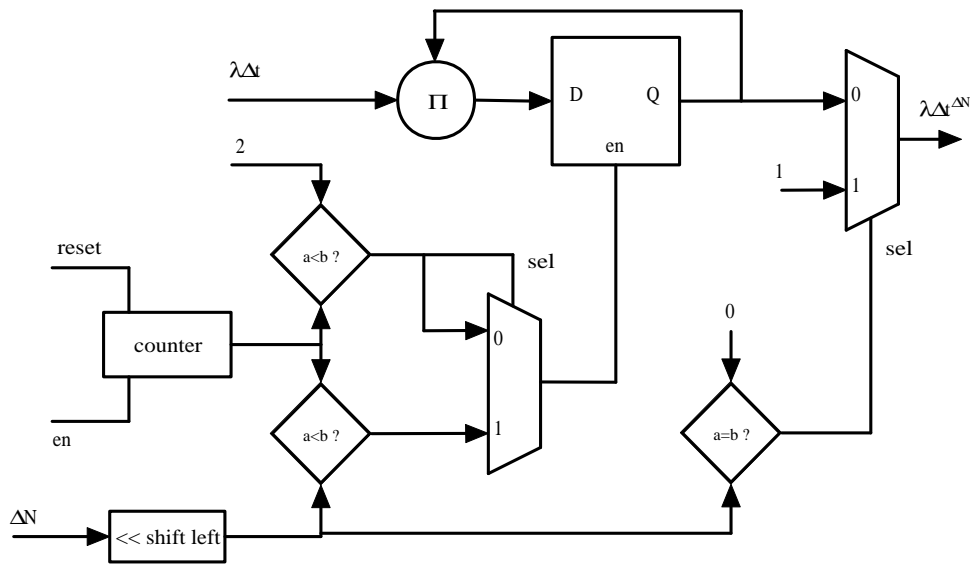 λΔt
Π
D
Q
en
0
1
1
λΔt^ΔN
sel
2
a<b ?
sel
reset
counter
en
0
1
a<b ?
0
a=b ?
ΔN
<< shift left